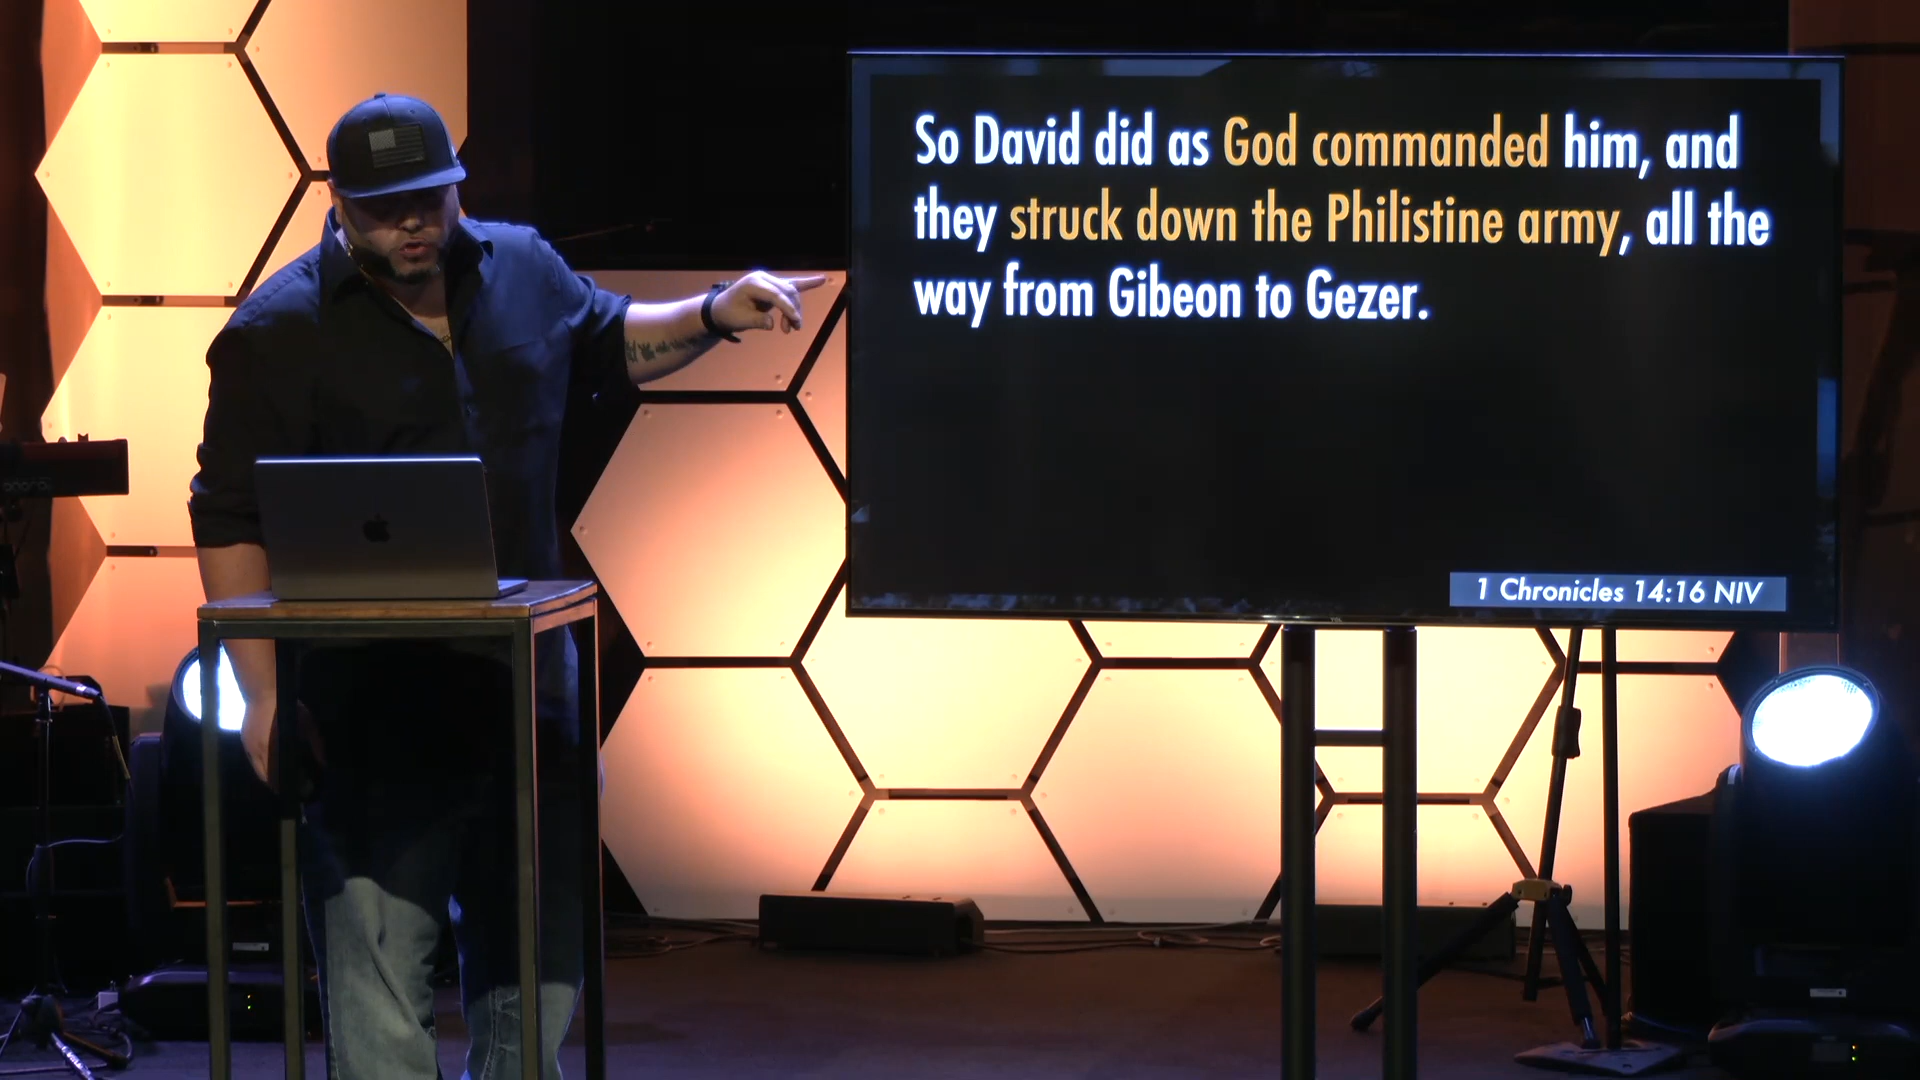 So David did as God commanded him, and
they struck down the Philistine army, all the
way from Gibeon to Gezer.
1 Chronicles 14:16 NIV